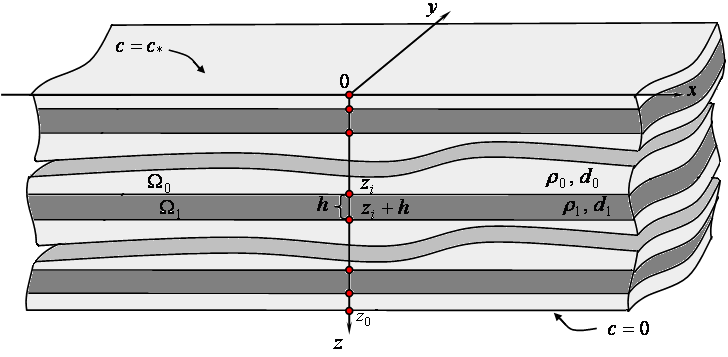 y
c = c*
0
x
Ω₀
zᵢ
ρ₀, d₀
Ω₁
h
zᵢ + h
ρ₁, d₁
z₀
z
c = 0